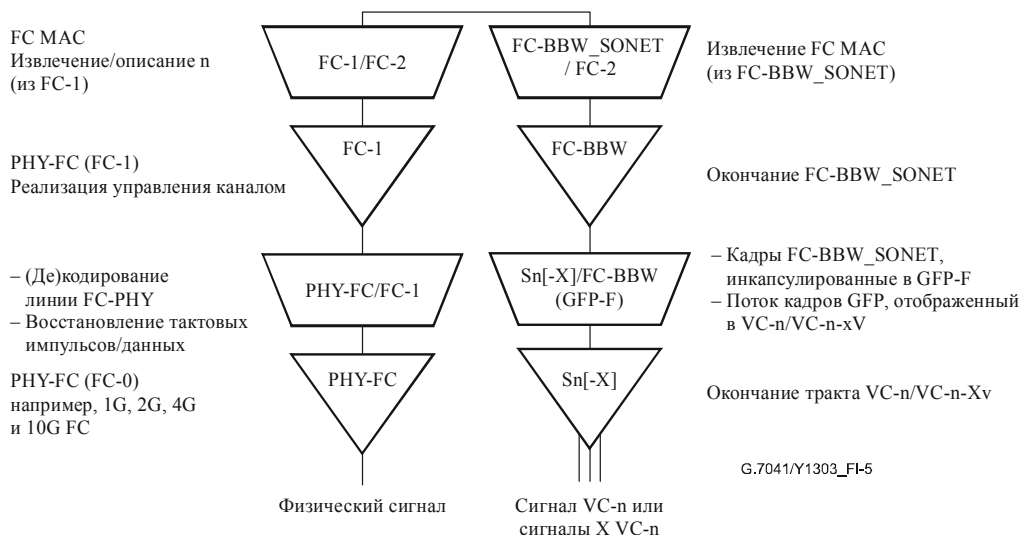 FC MAC
Извлечение/описание n
(из FC-1)
FC-1/FC-2
FC-BBW_SONET
/ FC-2
Извлечение FC MAC
(из FC-BBW_SONET)
PHY-FC (FC-1)
Реализация управления каналом
FC-1
FC-BBW
Окончание FC-BBW_SONET
– (Де)кодирование
линии FC-PHY
– Восстановление тактовых
импульсов/данных
PHY-FC/FC-1
Sn[-X]/FC-BBW
(GFP-F)
– Кадры FC-BBW_SONET,
инкапсулированные в GFP-F
– Поток кадров GFP, отображенный
в VC-n/VC-n-xV
PHY-FC (FC-0)
например, 1G, 2G, 4G
и 10G FC
PHY-FC
Sn[-X]
Окончание тракта VC-n/VC-n-Xv
G.7041/Y1303_FI-5
Физический сигнал
Сигнал VC-n или
сигналы X VC-n